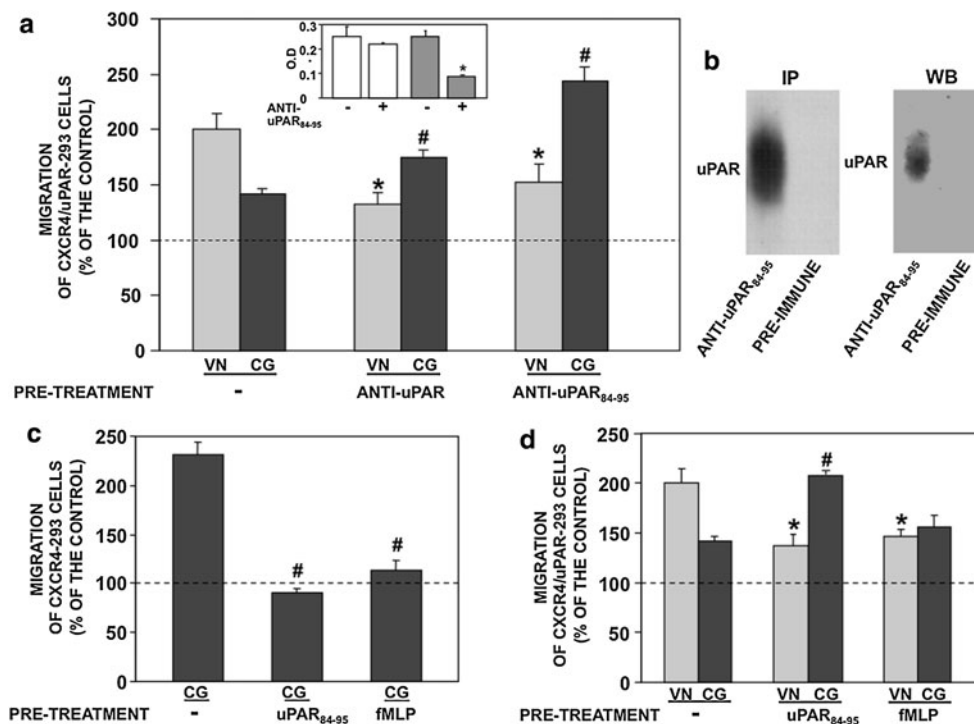 a
MIGRATION
OF CXCR4/uPAR-293 CELLS
(% OF THE CONTROL)
300
250
200
150
100
50
0
O.D.
0.3
0.2
0.1
0
*
- + - +
ANTI-
uPAR84-95
* # * #
VN CG VN CG VN CG
PRE-TREATMENT - ANTI-uPAR ANTI-uPAR84-95
b
IP WB
uPAR uPAR
ANTI-uPAR84-95
PRE-IMMUNE
ANTI-uPAR84-95
PRE-IMMUNE
c
MIGRATION
OF CXCR4-293 CELLS
(% OF THE CONTROL)
250
200
150
100
50
0
# #
CG CG CG
PRE-TREATMENT - uPAR84-95 fMLP
d
MIGRATION
OF CXCR4/uPAR-293 CELLS
(% OF THE CONTROL)
250
200
150
100
50
0
* # *
VN CG VN CG VN CG
PRE-TREATMENT - uPAR84-95 fMLP